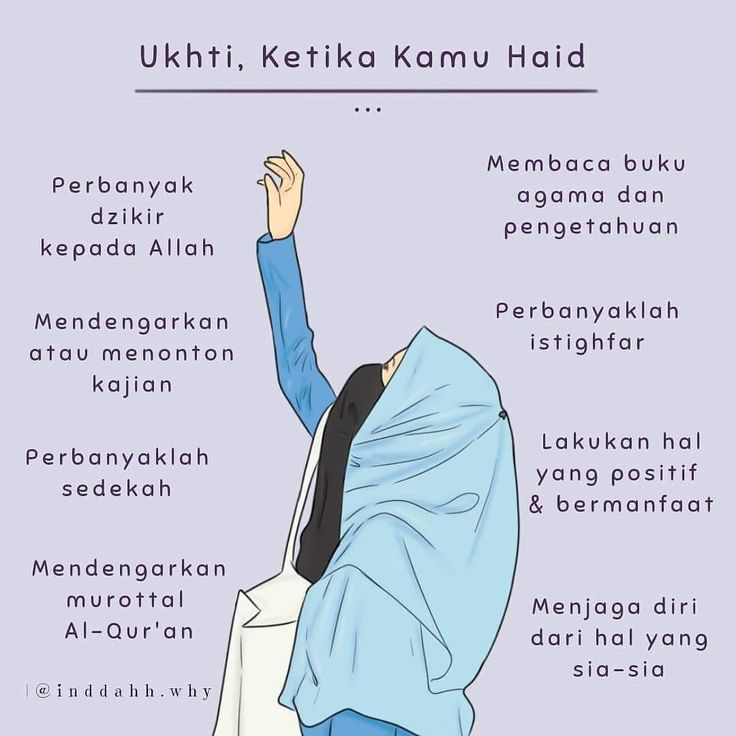 Ukhti, Ketika Kamu Haid
...
Perbanyak
dzikir
kepada Allah
Mendengarkan
atau menonton
kajian
Perbanyaklah
sedekah
Mendengarkan
murottal
Al-Qur'an
Membaca buku
agama dan
pengetahuan
Perbanyaklah
istighfar
Lakukan hal
yang positif
& bermanfaat
Menjaga diri
dari hal yang
sia-sia
|@inddahh.why